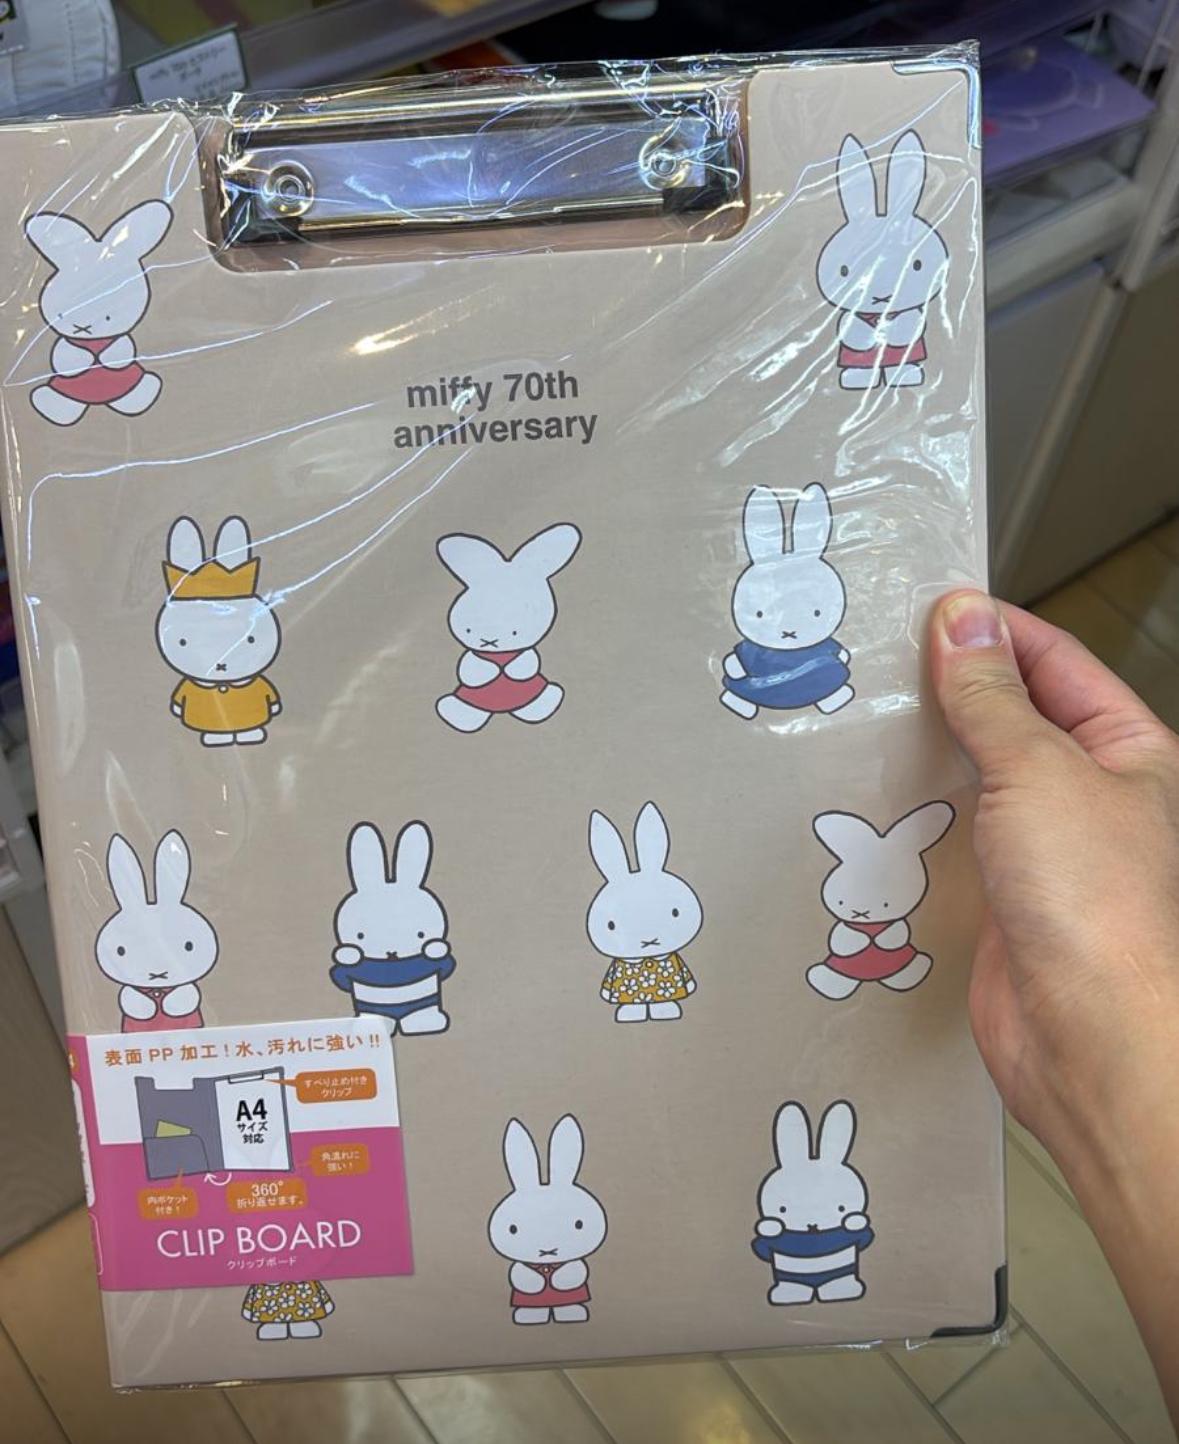 miffy 70th
anniversary
表面PP加工!水、汚れに強い!!
すべり止め付き
クリップ
A4
サイズ
対応
角潰れに
強い!
内ポケット
付き!
360°
折り返せます。
CLIP BOARD
クリップボード